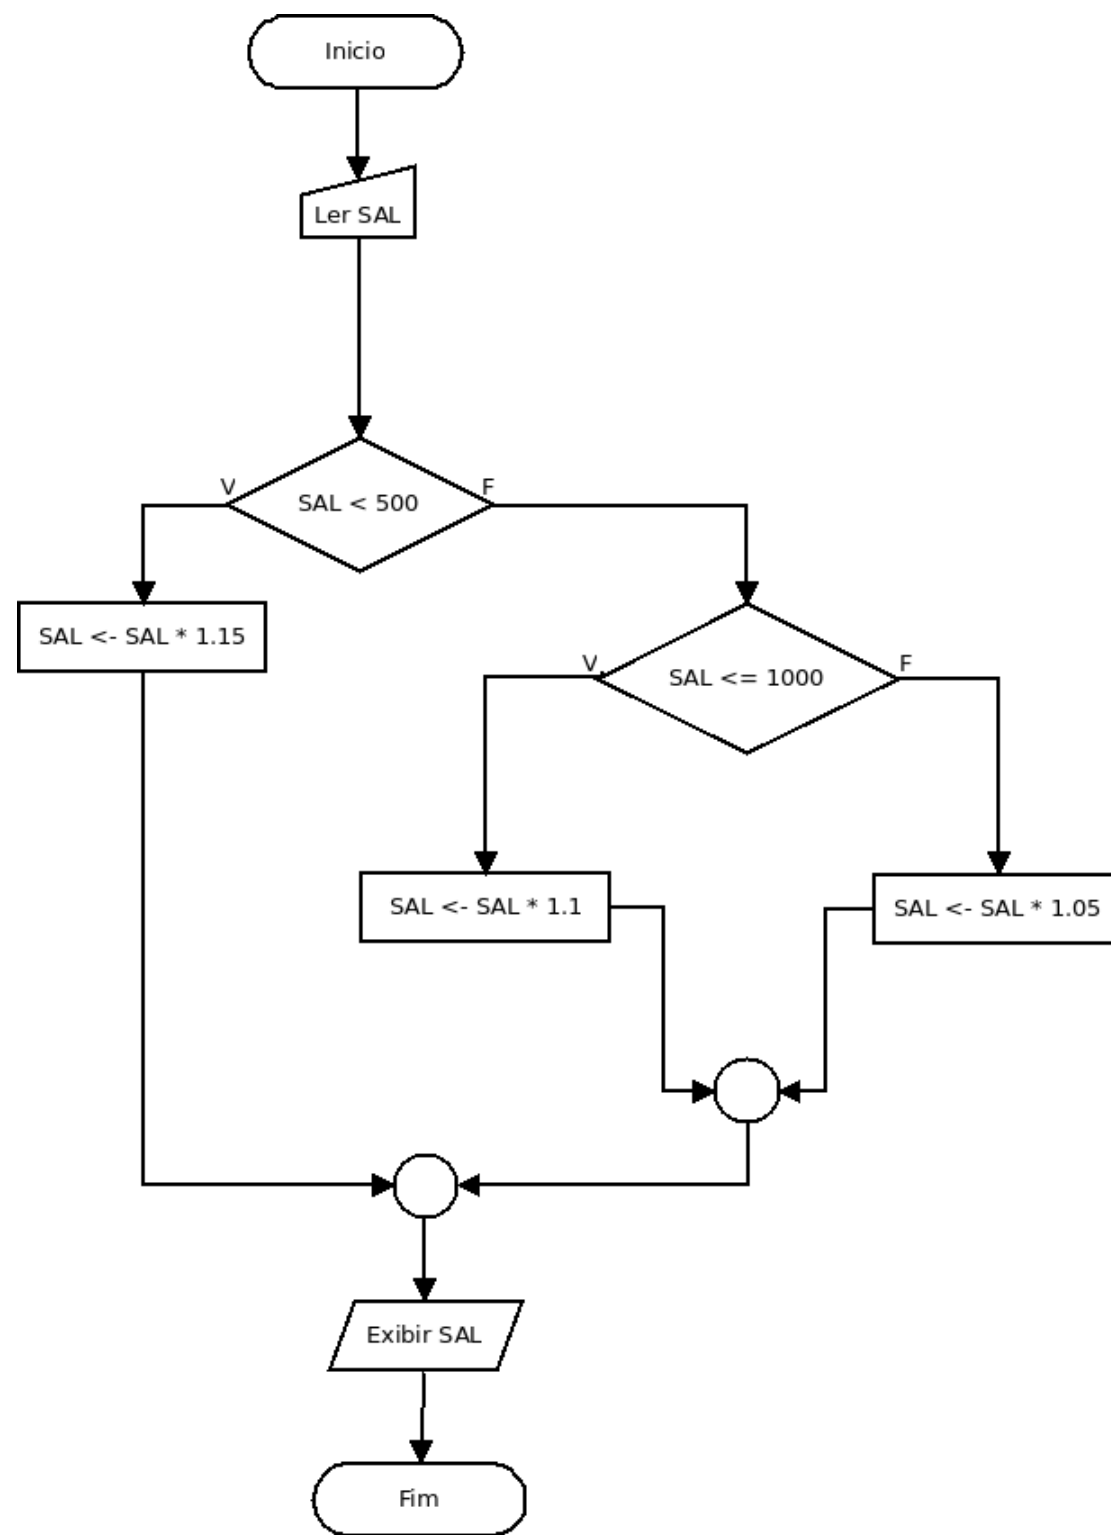 Inicio
Ler SAL
V
SAL < 500
F
SAL <- SAL * 1.15
V
SAL <= 1000
F
SAL <- SAL * 1.1
SAL <- SAL * 1.05
Exibir SAL
Fim